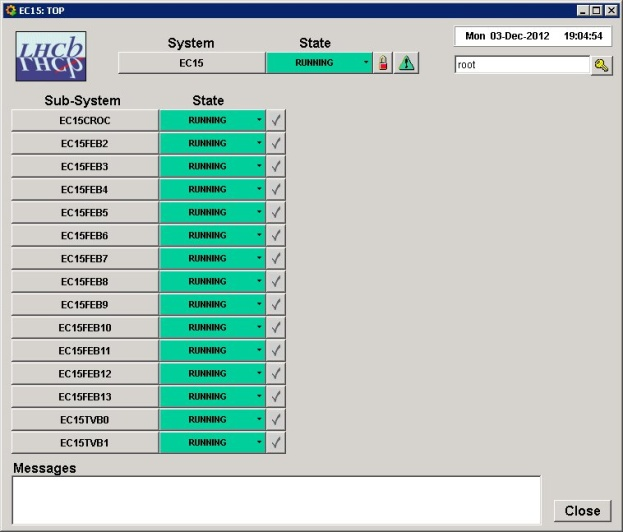 EC15: TOP
LHCb
LHCb
System State
EC15 RUNNING
Mon 03-Dec-2012 19:04:54
root
Sub-System State
EC15CROC RUNNING
EC15FEB2 RUNNING
EC15FEB3 RUNNING
EC15FEB4 RUNNING
EC15FEB5 RUNNING
EC15FEB6 RUNNING
EC15FEB7 RUNNING
EC15FEB8 RUNNING
EC15FEB9 RUNNING
EC15FEB10 RUNNING
EC15FEB11 RUNNING
EC15FEB12 RUNNING
EC15FEB13 RUNNING
EC15TVB0 RUNNING
EC15TVB1 RUNNING
Messages
Close